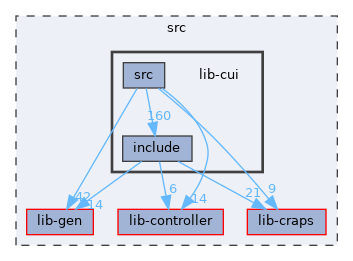 src
src
lib-cui
160
include
42
14
6
14
21
9
lib-gen
lib-controller
lib-craps